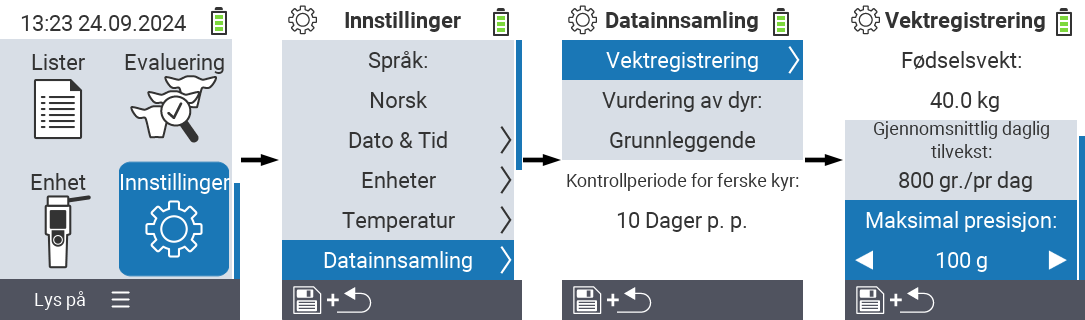 13:23 24.09.2024
Lister
Evaluering
Enhet
Innstillinger
Lys på
Innstillinger
Språk:
Norsk
Dato & Tid
Enheter
Temperatur
Datainnsamling
+
Datainnsamling
Vektregistrering
Vurdering av dyr:
Grunnleggende
Kontrollperiode for ferske kyr:
10 Dager p. p.
+
Vektregistrering
Fødselsvekt:
40.0 kg
Gjennomsnittlig daglig
tilvekst:
800 gr./pr dag
Maksimal presisjon:
100 g
+